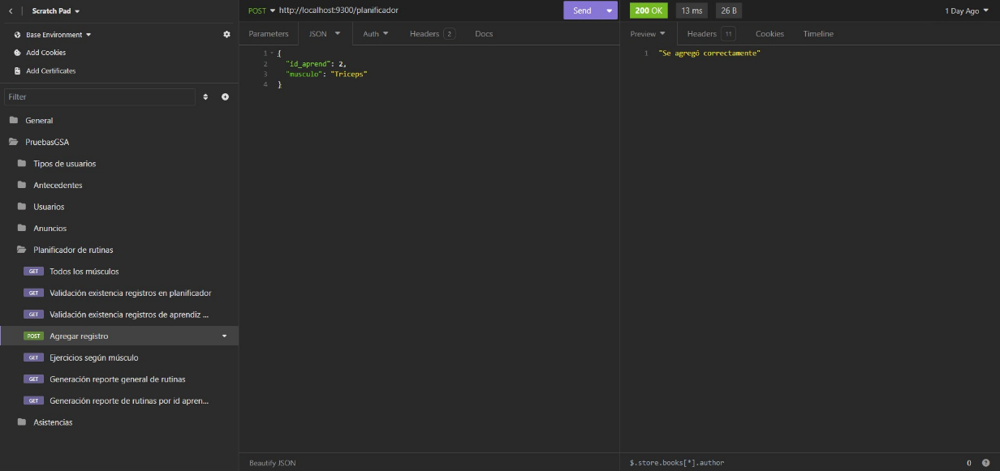 Scratch Pad
Base Environment
Add Cookies
Add Certificates
Filter
General
PruebasGSA
Tipos de usuarios
Antecedentes
Usuarios
Anuncios
Planificador de rutinas
GET Todos los músculos
GET Validación existencia registros en planificador
GET Validación existencia registros de aprendiz ...
POST Agregar registro
GET Ejercicios según músculo
GET Generación reporte general de rutinas
GET Generación reporte de rutinas por id apren...
Asistencias
POST http://localhost:9300/planificador Send
Parameters JSON Auth Headers 2 Docs
1 {
2 "id_aprend": 2,
3 "musculo": "Triceps"
4 }
Beautify JSON
200 OK 13 ms 26 B 1 Day Ago
Preview Headers 11 Cookies Timeline
1 "Se agregó correctamente"
$.store.books[*].author 0 ?